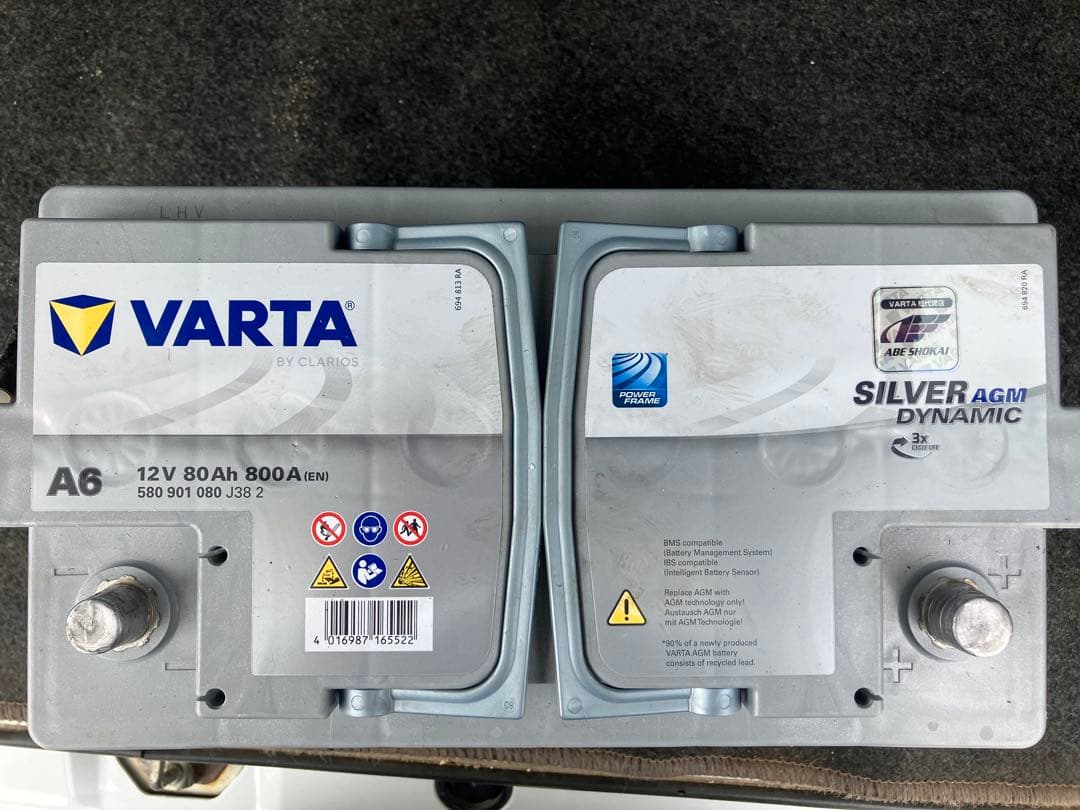 LHV
VARTA®
BY CLARIOS
694 813 RA
A6
12V 80Ah 800A (EN)
580 901 080 J38 2
4 016987 165522
694 820 RA
ABE SHOKAI
POWER
FRAME
SILVER AGM
DYNAMIC
3x
CYCLE LIFE*
BMS compatible
(Battery Management System)
IBS compatible
(Intelligent Battery Sensor)
Replace AGM with
AGM technology only!
Austausch AGM nur
mit AGM Technologie!
*90% of a newly produced
VARTA AGM battery
consists of recycled lead.
+
+